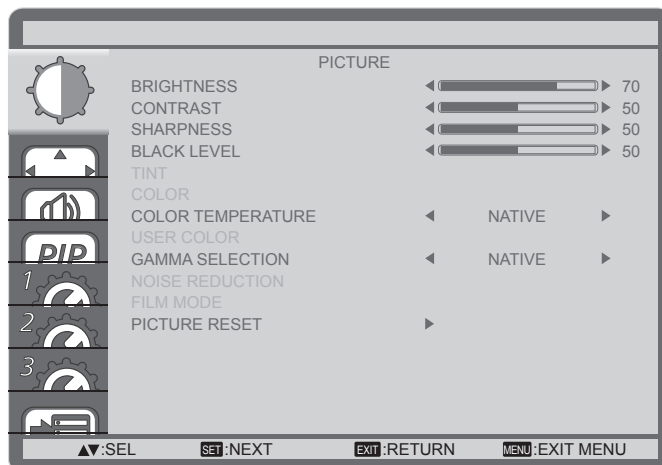 PICTURE
BRIGHTNESS 70
CONTRAST 50
SHARPNESS 50
BLACK LEVEL 50
TINT
COLOR
COLOR TEMPERATURE NATIVE
USER COLOR
GAMMA SELECTION NATIVE
NOISE REDUCTION
FILM MODE
PICTURE RESET
PIP
1
2
3
▲▼:SEL SET:NEXT EXIT:RETURN MENU:EXIT MENU